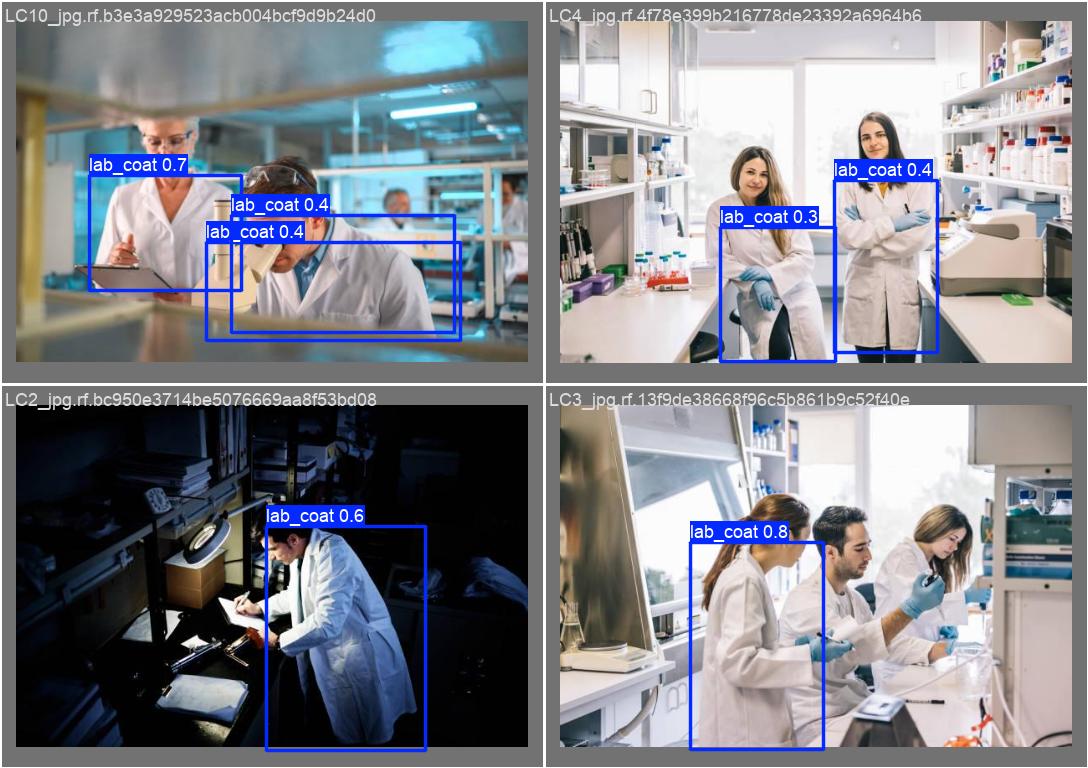 LC10_jpg.rf.b3e3a929523acb004bcf9d9b24d0
lab_coat 0.7
lab_coat 0.4
lab_coat 0.4
LC4_jpg.rf.4f78e399b216778de23392a6964b6
lab_coat 0.4
lab_coat 0.3
LC2_jpg.rf.bc950e3714be5076669aa8f53bd08
lab_coat 0.6
LC3_jpg.rf.13f9de38668f96c5b861b9c52f40e
lab_coat 0.8